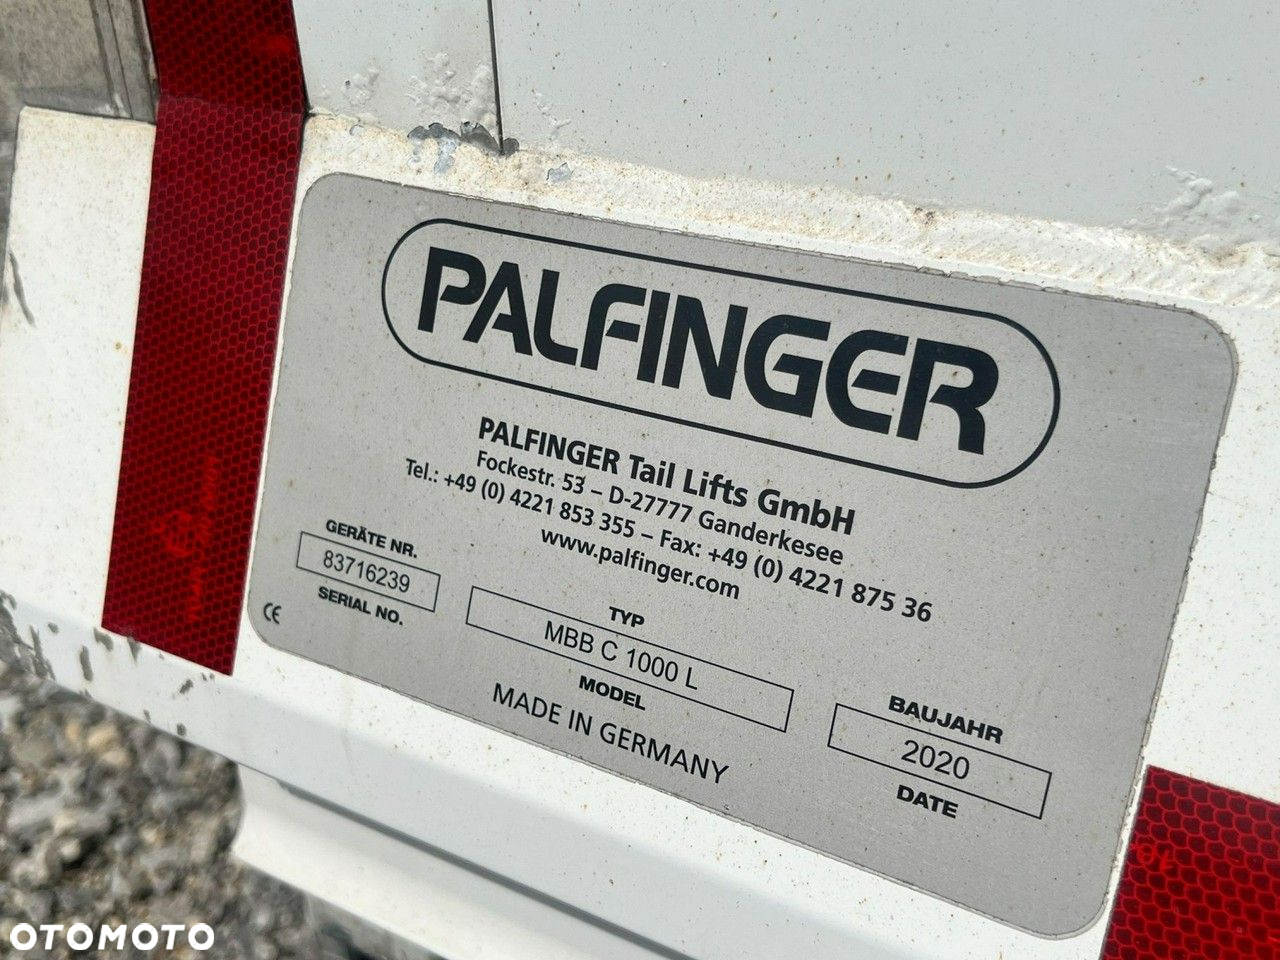 PALFINGER
PALFINGER Tail Lifts GmbH
Fockestr. 53 – D-27777 Ganderkesee
Tel.: +49 (0) 4221 853 355 – Fax: +49 (0) 4221 875 36
www.palfinger.com
GERÄTE NR.
83716239
SERIAL NO.
CE
TYP
MBB C 1000 L
MODEL
MADE IN GERMANY
BAUJAHR
2020
DATE
OTOMOTO